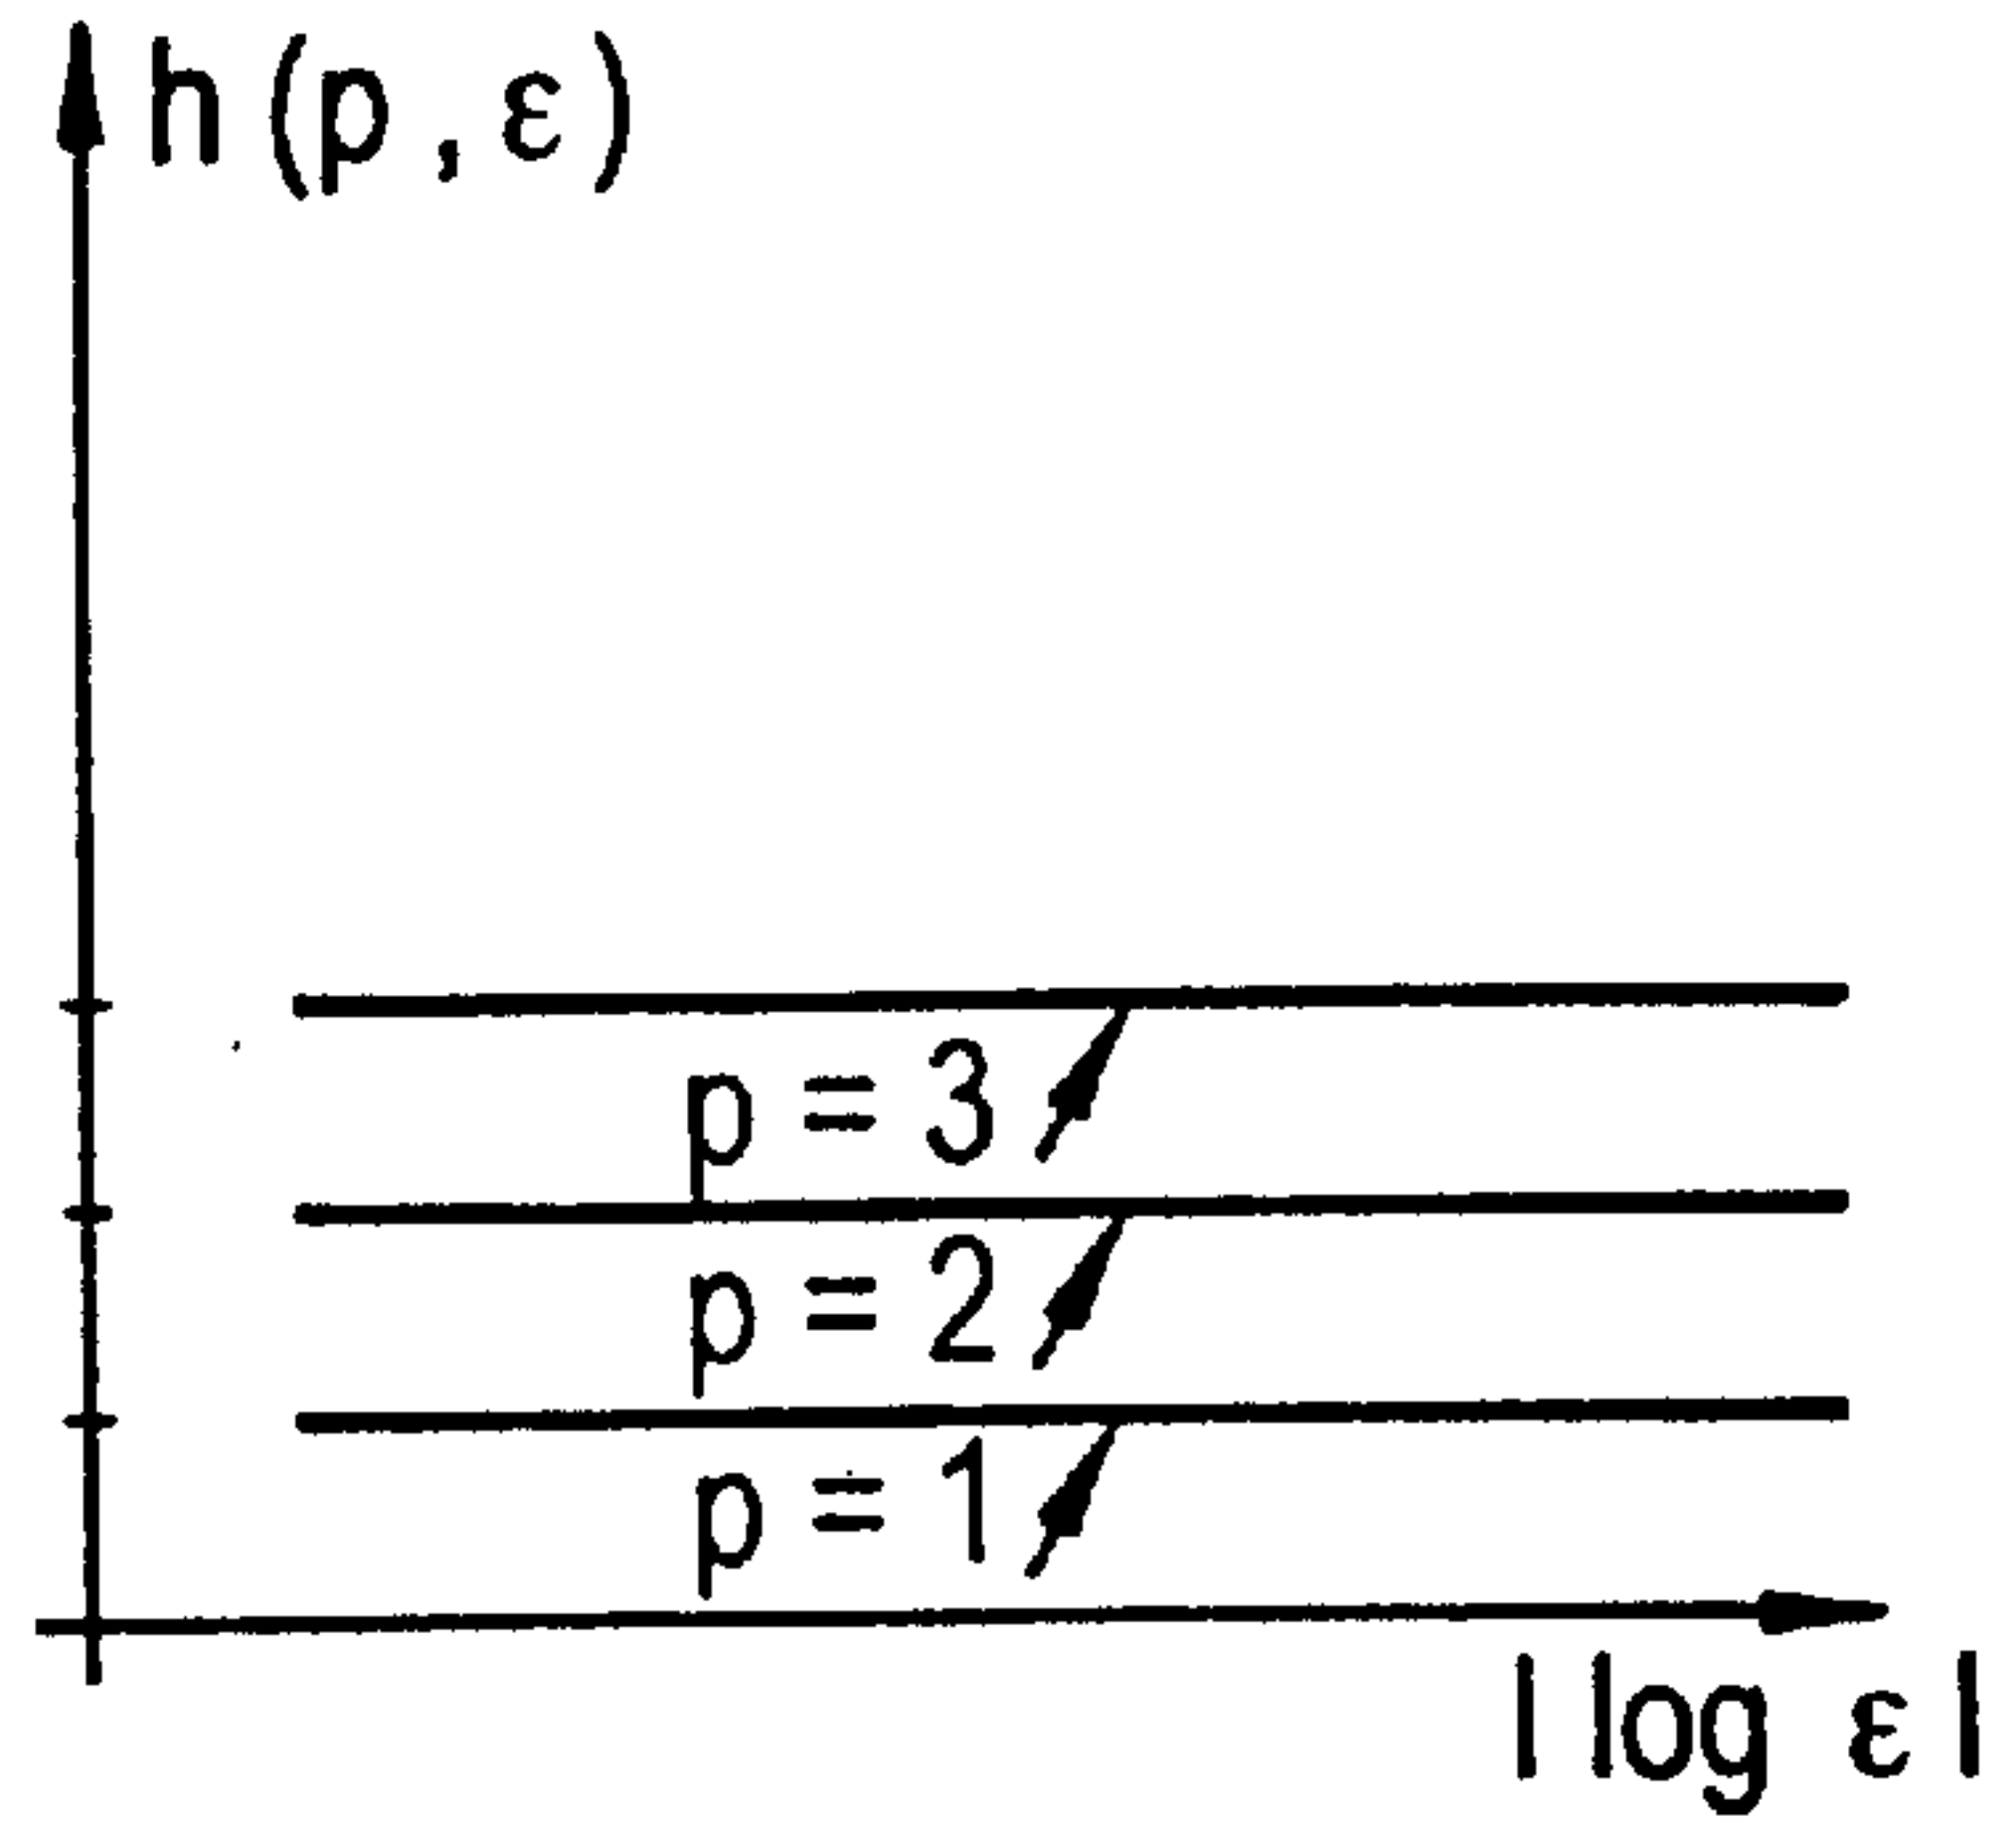 h(p,ε)
p = 3
p = 2
p = 1
| log ε |